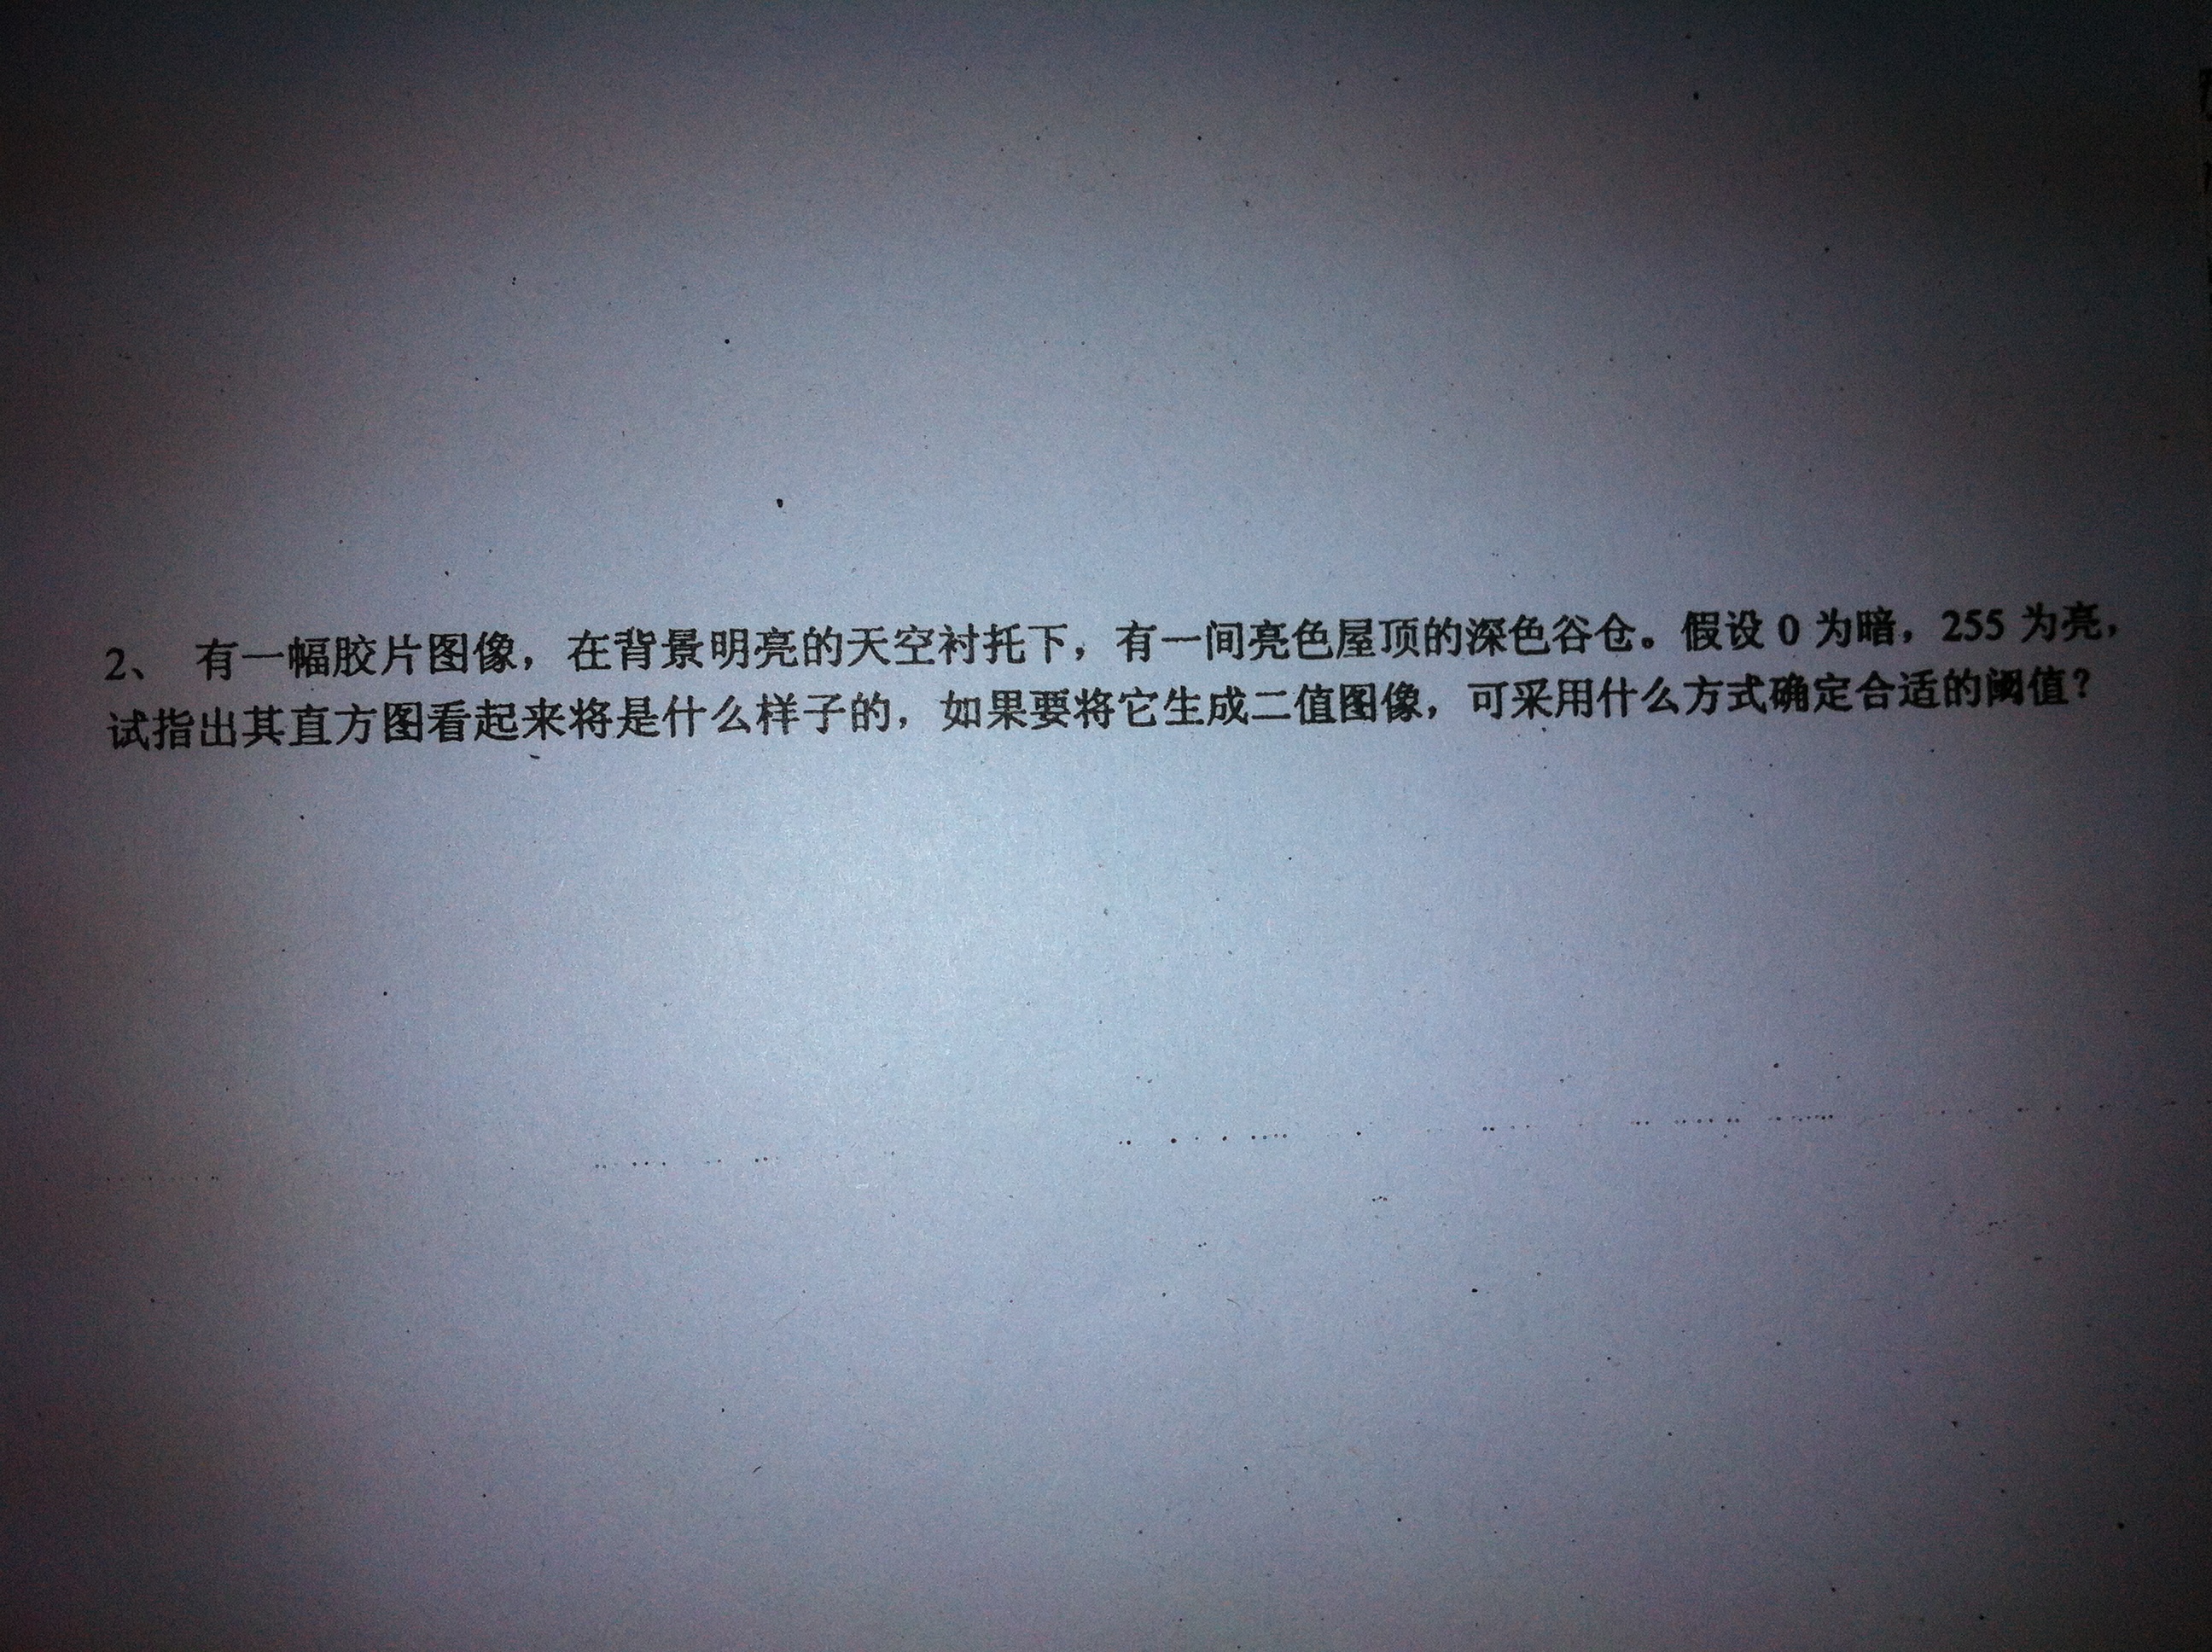 2、 有一幅胶片图像，在背景明亮的天空衬托下，有一间亮色屋顶的深色谷仓。假设 0 为暗，255 为亮，
试指出其直方图看起来将是什么样子的，如果要将它生成二值图像，可采用什么方式确定合适的阈值？